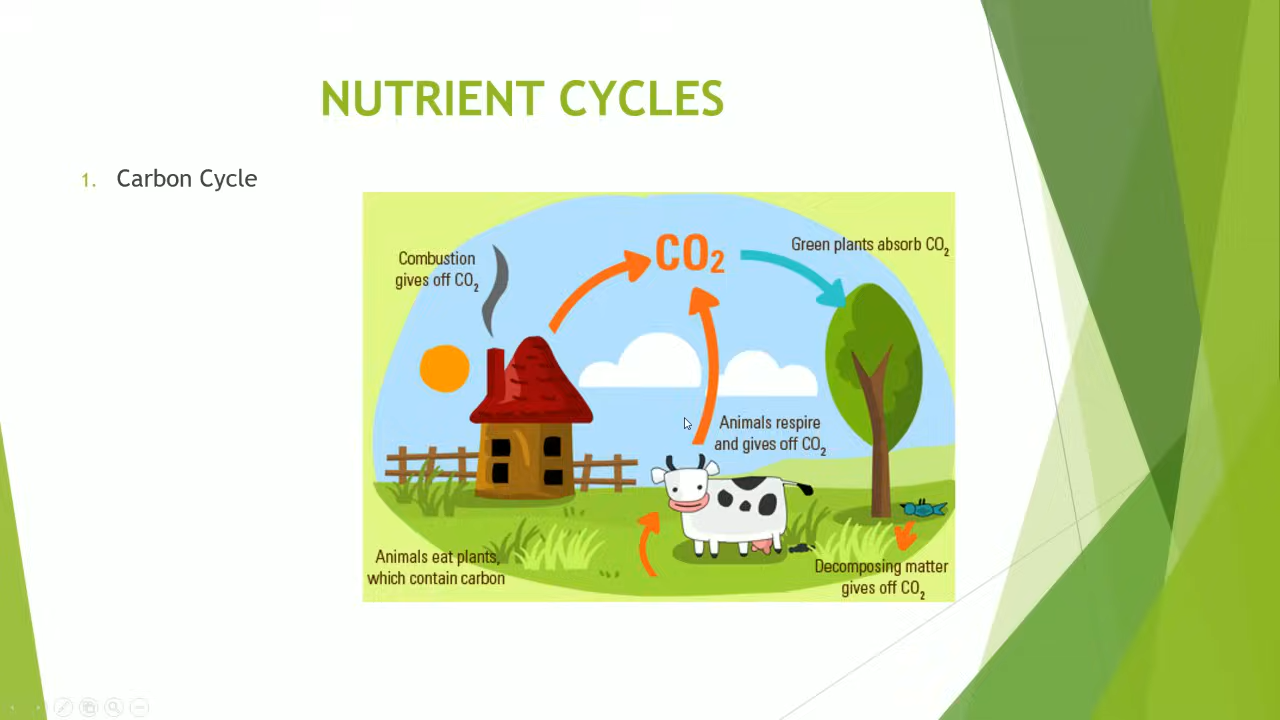 NUTRIENT CYCLES
1. Carbon Cycle
Combustion
gives off CO₂
CO₂
Green plants absorb CO₂
Animals respire
and gives off CO₂
Animals eat plants,
which contain carbon
Decomposing matter
gives off CO₂